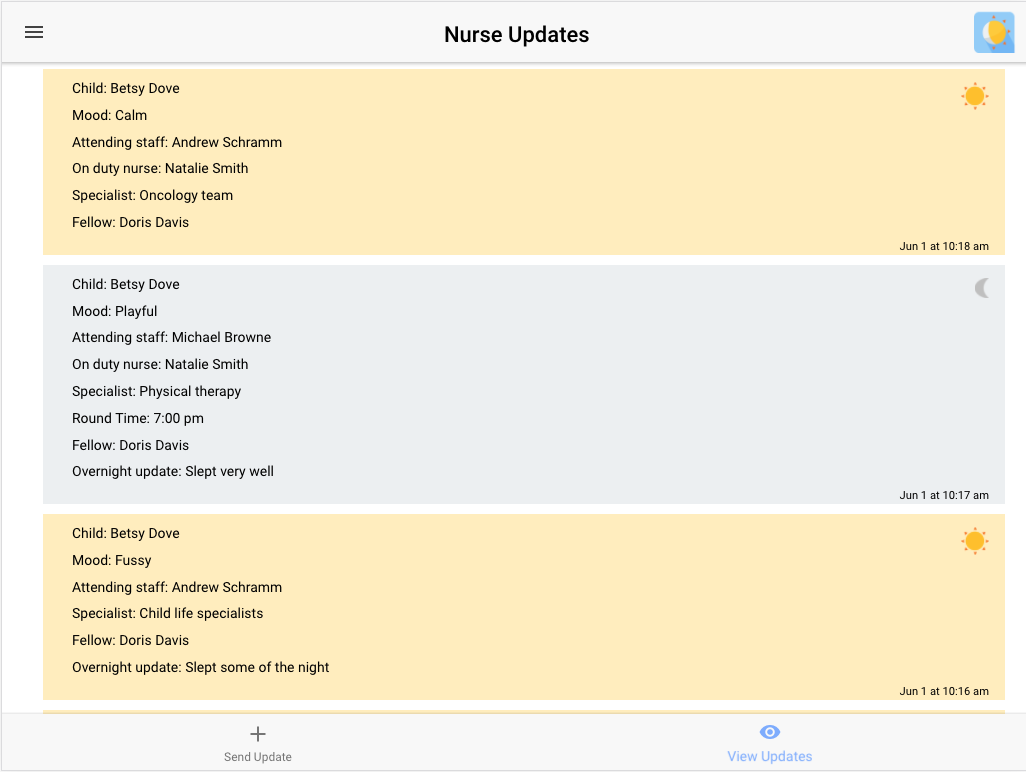 Nurse Updates
Child: Betsy Dove
Mood: Calm
Attending staff: Andrew Schramm
On duty nurse: Natalie Smith
Specialist: Oncology team
Fellow: Doris Davis
Jun 1 at 10:18 am
Child: Betsy Dove
Mood: Playful
Attending staff: Michael Browne
On duty nurse: Natalie Smith
Specialist: Physical therapy
Round Time: 7:00 pm
Fellow: Doris Davis
Overnight update: Slept very well
Jun 1 at 10:17 am
Child: Betsy Dove
Mood: Fussy
Attending staff: Andrew Schramm
Specialist: Child life specialists
Fellow: Doris Davis
Overnight update: Slept some of the night
Jun 1 at 10:16 am
Send Update
View Updates